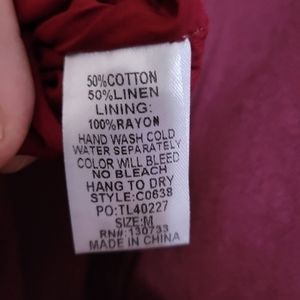 50%COTTON
50%LINEN
LINING:
100%RAYON
HAND WASH COLD
WATER SEPARATELY
COLOR WILL BLEED
NO BLEACH
HANG TO DRY
STYLE:C0638
PO:TL40227
SIZE:M
RN#:130733
MADE IN CHINA